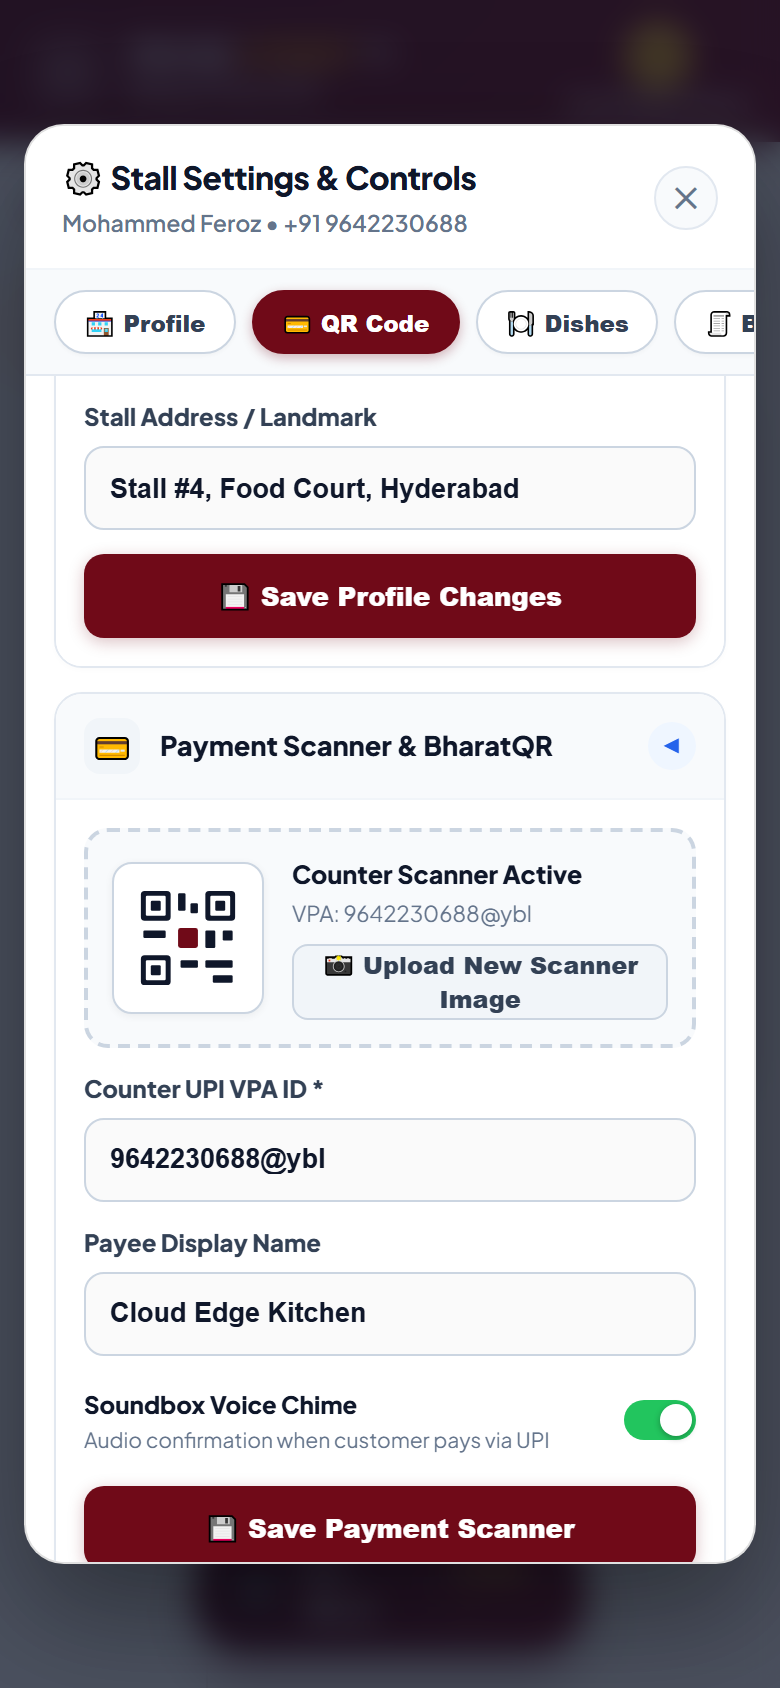 Stall Settings & Controls
Mohammed Feroz • +91 9642230688
Profile
QR Code
Dishes
Stall Address / Landmark
Stall #4, Food Court, Hyderabad
Save Profile Changes
Payment Scanner & BharatQR
Counter Scanner Active
VPA: 9642230688@ybl
Upload New Scanner
Image
Counter UPI VPA ID *
9642230688@ybl
Payee Display Name
Cloud Edge Kitchen
Soundbox Voice Chime
Audio confirmation when customer pays via UPI
Save Payment Scanner